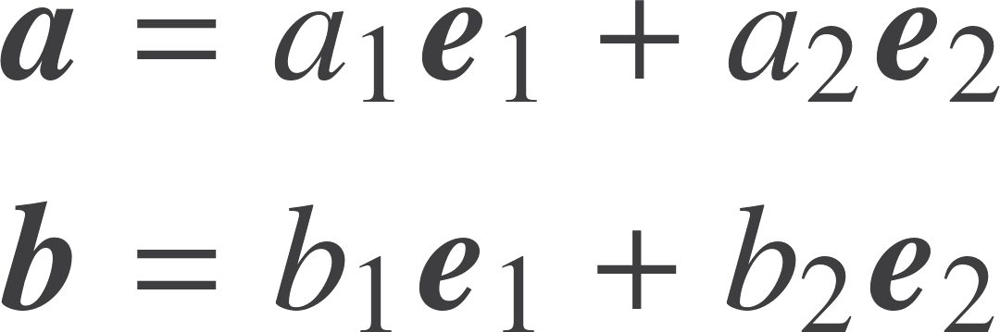 a = a₁e₁ + a₂e₂
b = b₁e₁ + b₂e₂